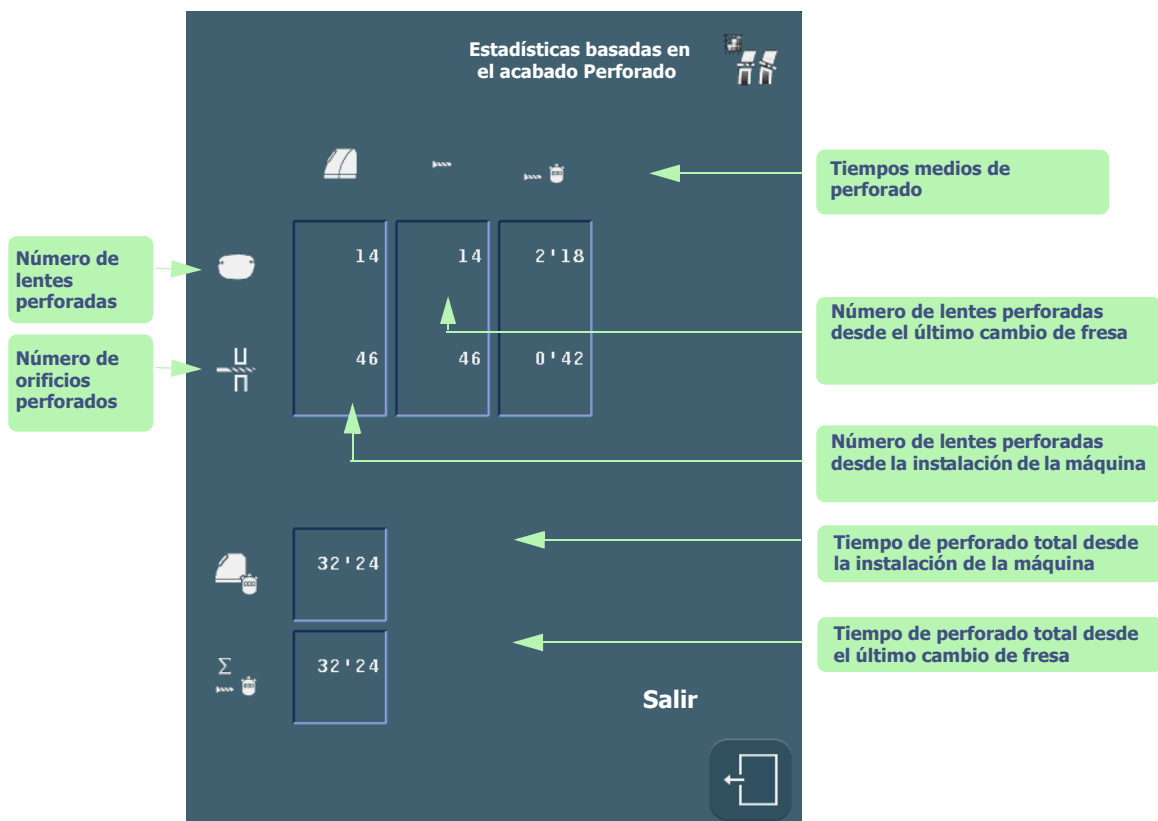 Estadísticas basadas en
el acabado Perforado
Tiempos medios de
perforado
Número de
lentes
perforadas
14 14 2'18
Número de lentes perforadas
desde el último cambio de fresa
Número de
orificios
perforados
46 46 0'42
Número de lentes perforadas
desde la instalación de la máquina
32'24
Tiempo de perforado total desde
la instalación de la máquina
Σ
32'24
Tiempo de perforado total desde
el último cambio de fresa
Salir